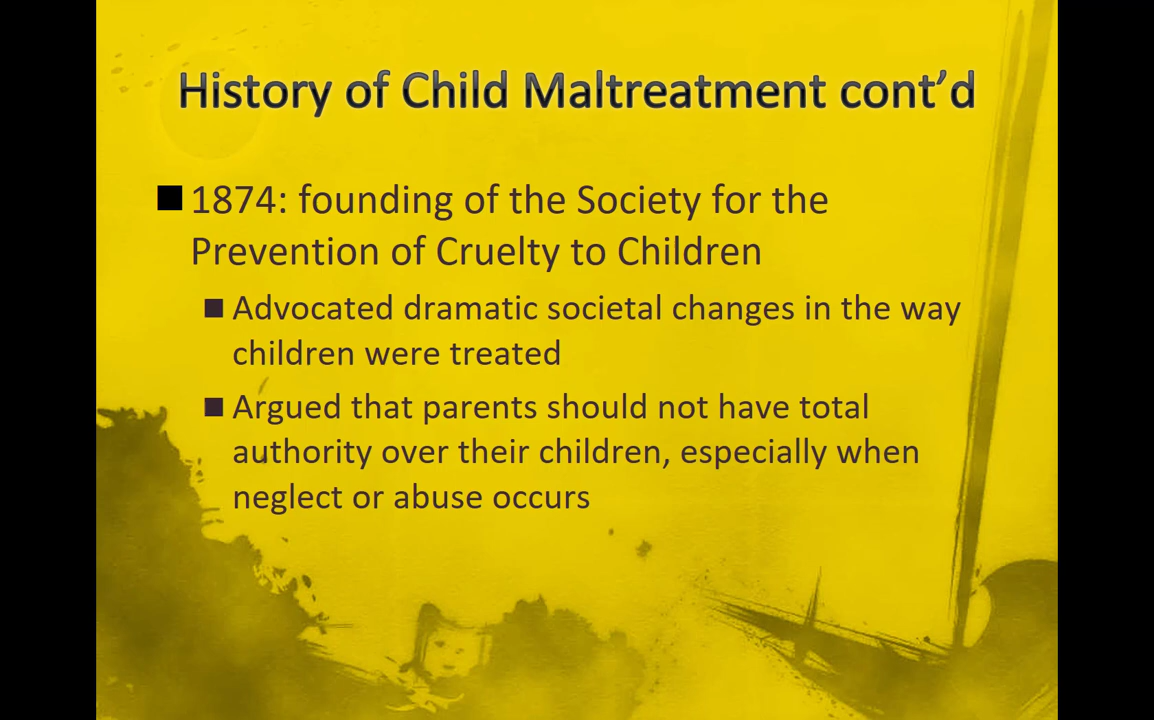 History of Child Maltreatment cont’d
1874: founding of the Society for the
Prevention of Cruelty to Children
Advocated dramatic societal changes in the way
children were treated
Argued that parents should not have total
authority over their children, especially when
neglect or abuse occurs